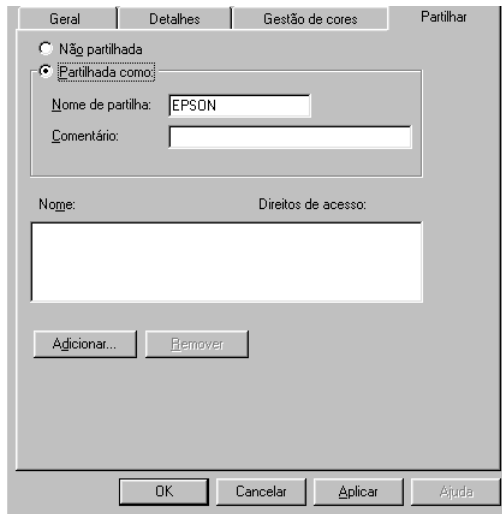 Geral Detalhes Gestão de cores Partilhar
Não partilhada
Partilhada como:
Nome de partilha: EPSON
Comentário:
Nome: Direitos de acesso:
Adicionar... Remover
OK Cancelar Aplicar Ajuda